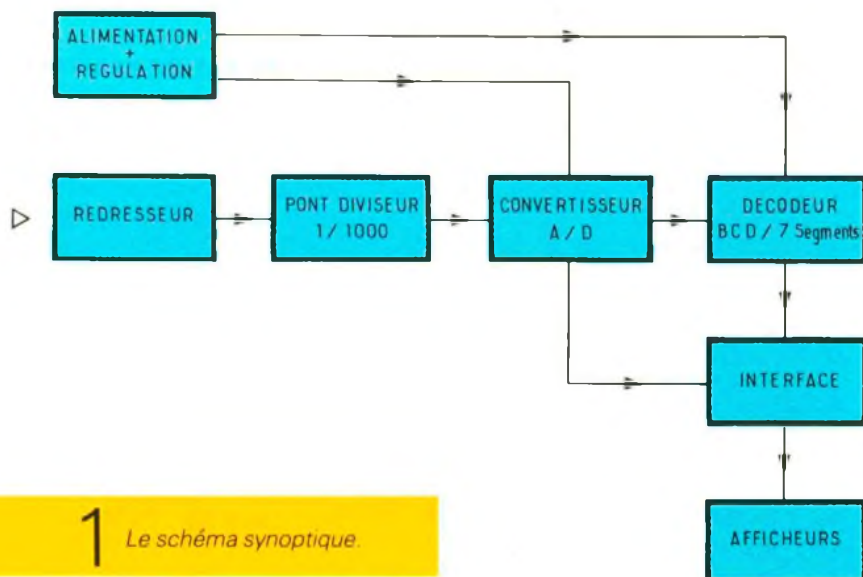 ALIMENTATION
+
REGULATION
REDRESSEUR
PONT DIVISEUR
1 / 1000
CONVERTISSEUR
A / D
DECODEUR
BCD / 7 Segments
INTERFACE
AFFICHEURS
1 Le schéma synoptique.